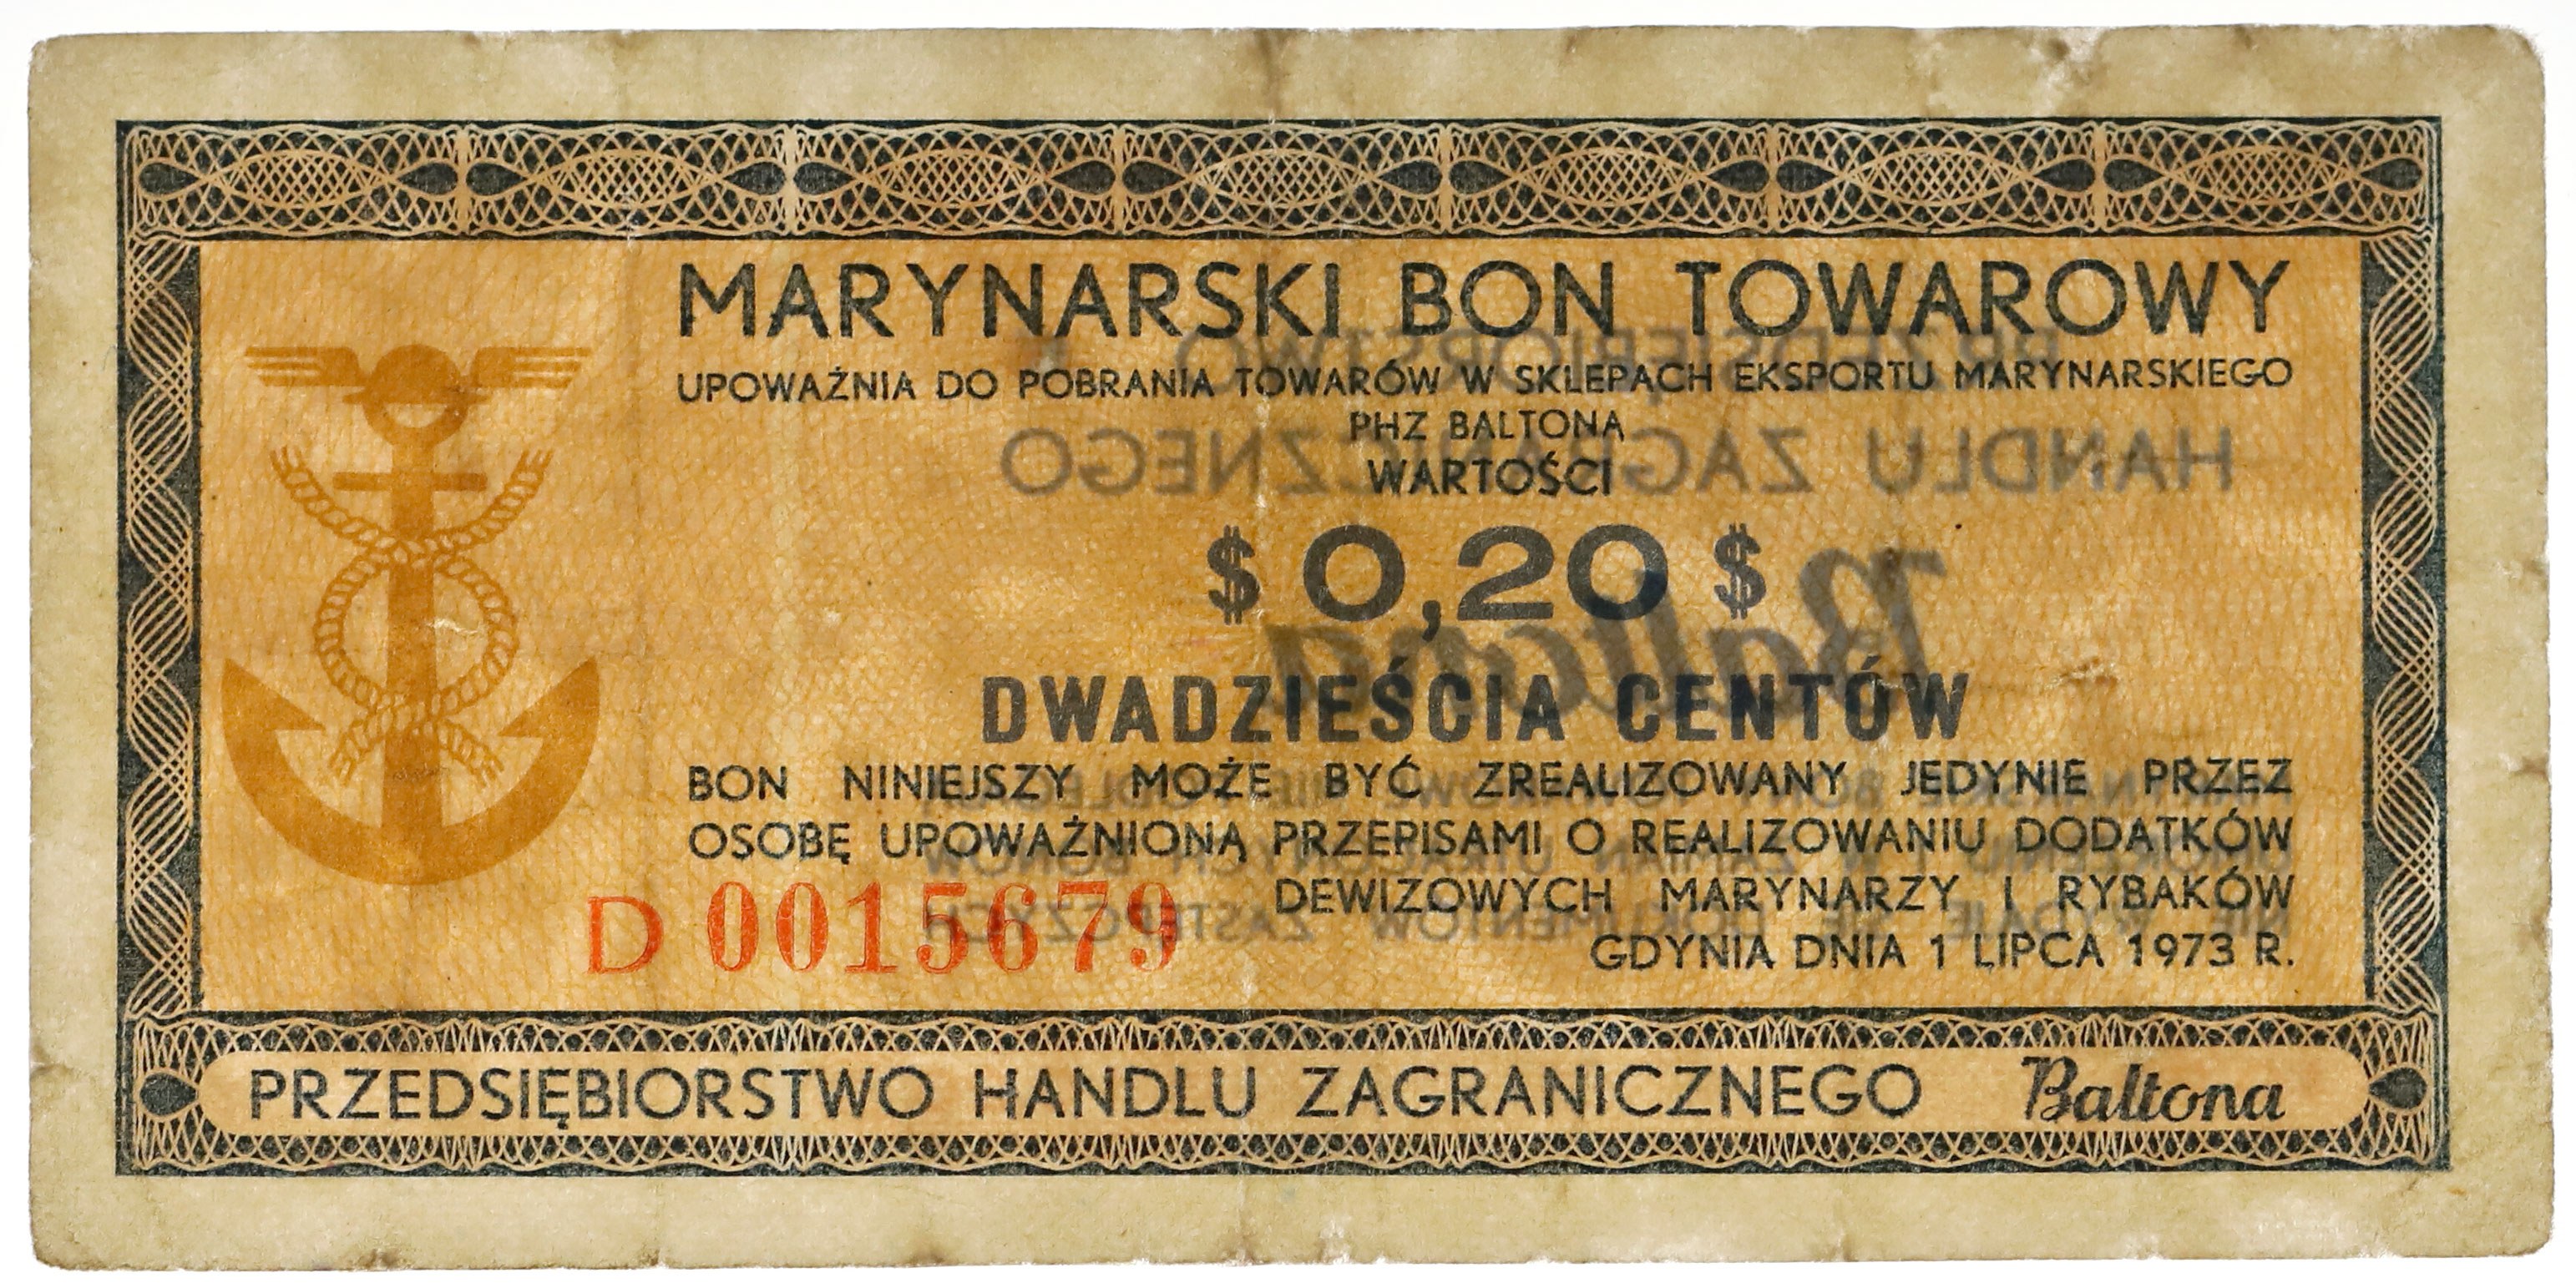 MARYNARSKI BON TOWAROWY
UPOWAŻNIA DO POBRANIA TOWARÓW W SKLEPACH EKSPORTU MARYNARSKIEGO
PHZ BALTONA
WARTOŚCI
$ 0,20 $
DWADZIEŚCIA CENTÓW
BON NINIEJSZY MOŻE BYĆ ZREALIZOWANY JEDYNIE PRZEZ
OSOBĘ UPOWAŻNIONĄ PRZEPISAMI O REALIZOWANIU DODATKÓW
DEWIZOWYCH MARYNARZY I RYBAKÓW
D 0015679
GDYNIA DNIA 1 LIPCA 1973 R.
PRZEDSIĘBIORSTWO HANDLU ZAGRANICZNEGO Baltona